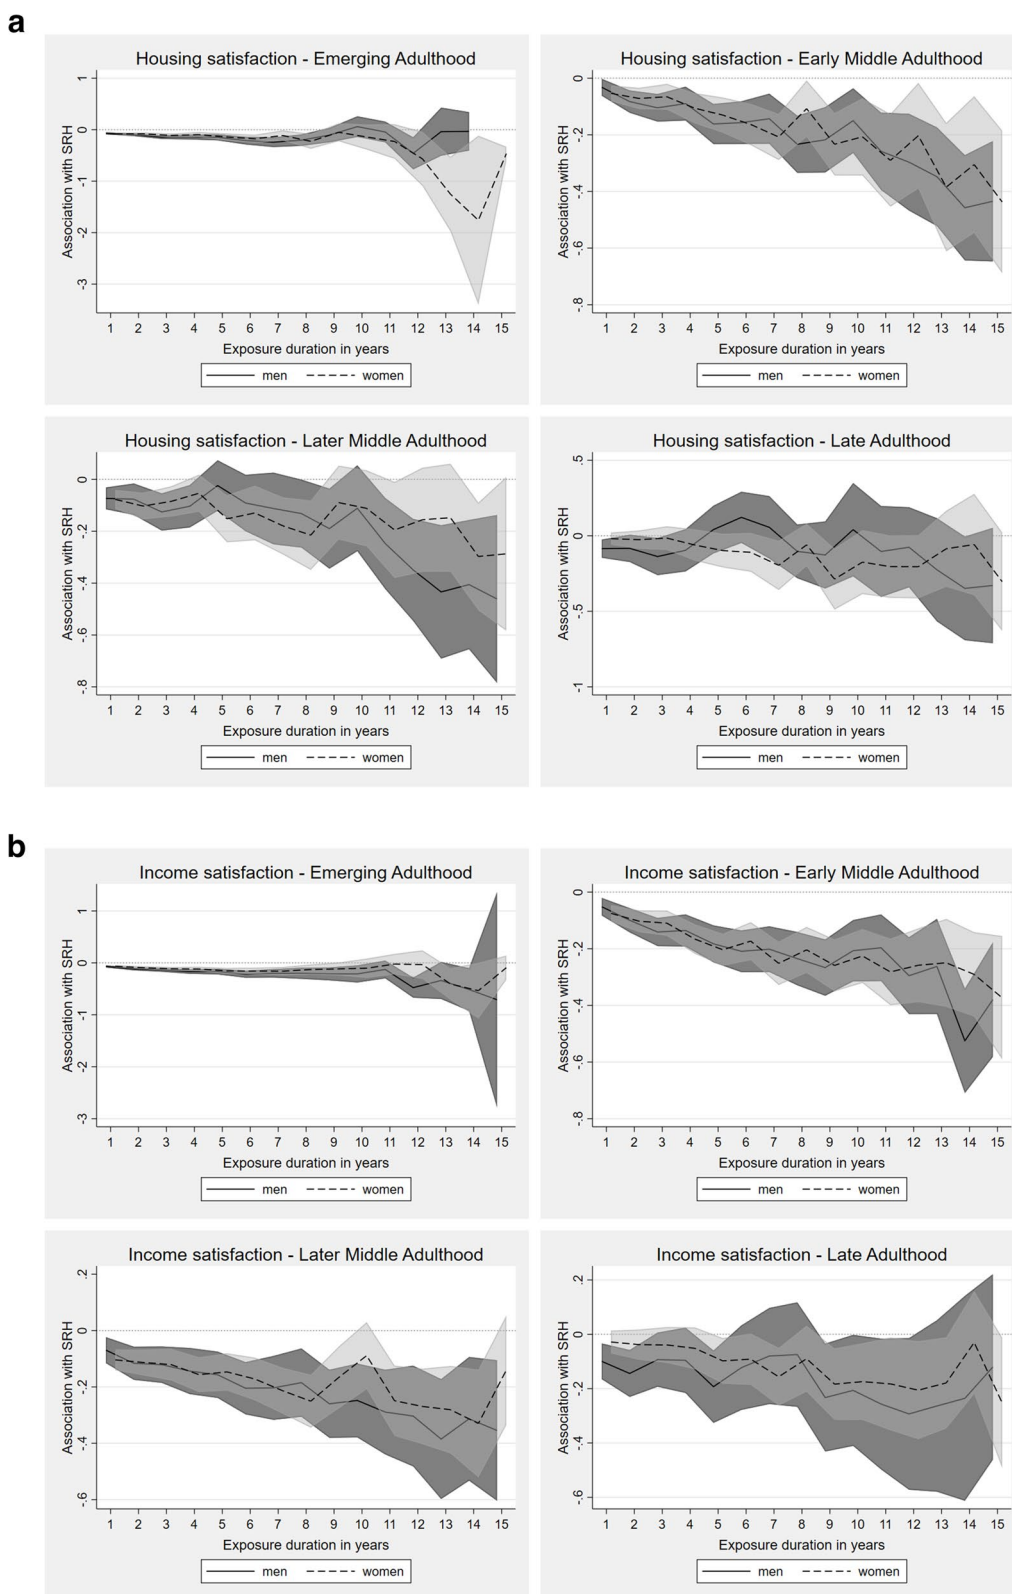 a
Housing satisfaction - Emerging Adulthood
Association with SRH
1
0
-.1
-.2
-.3
1 2 3 4 5 6 7 8 9 10 11 12 13 14 15
Exposure duration in years
men women
Housing satisfaction - Early Middle Adulthood
Association with SRH
0
-.2
-.4
-.6
-.8
1 2 3 4 5 6 7 8 9 10 11 12 13 14 15
Exposure duration in years
men women
Housing satisfaction - Later Middle Adulthood
Association with SRH
0
-.2
-.4
-.6
-.8
1 2 3 4 5 6 7 8 9 10 11 12 13 14 15
Exposure duration in years
men women
Housing satisfaction - Late Adulthood
Association with SRH
.5
0
-.5
-1
1 2 3 4 5 6 7 8 9 10 11 12 13 14 15
Exposure duration in years
men women
b
Income satisfaction - Emerging Adulthood
Association with SRH
1
0
-1
-2
-3
1 2 3 4 5 6 7 8 9 10 11 12 13 14 15
Exposure duration in years
men women
Income satisfaction - Early Middle Adulthood
Association with SRH
0
-.2
-.4
-.6
-.8
1 2 3 4 5 6 7 8 9 10 11 12 13 14 15
Exposure duration in years
men women
Income satisfaction - Later Middle Adulthood
Association with SRH
.2
0
-.2
-.4
-.6
1 2 3 4 5 6 7 8 9 10 11 12 13 14 15
Exposure duration in years
men women
Income satisfaction - Late Adulthood
Association with SRH
.2
0
-.2
-.4
-.6
1 2 3 4 5 6 7 8 9 10 11 12 13 14 15
Exposure duration in years
men women